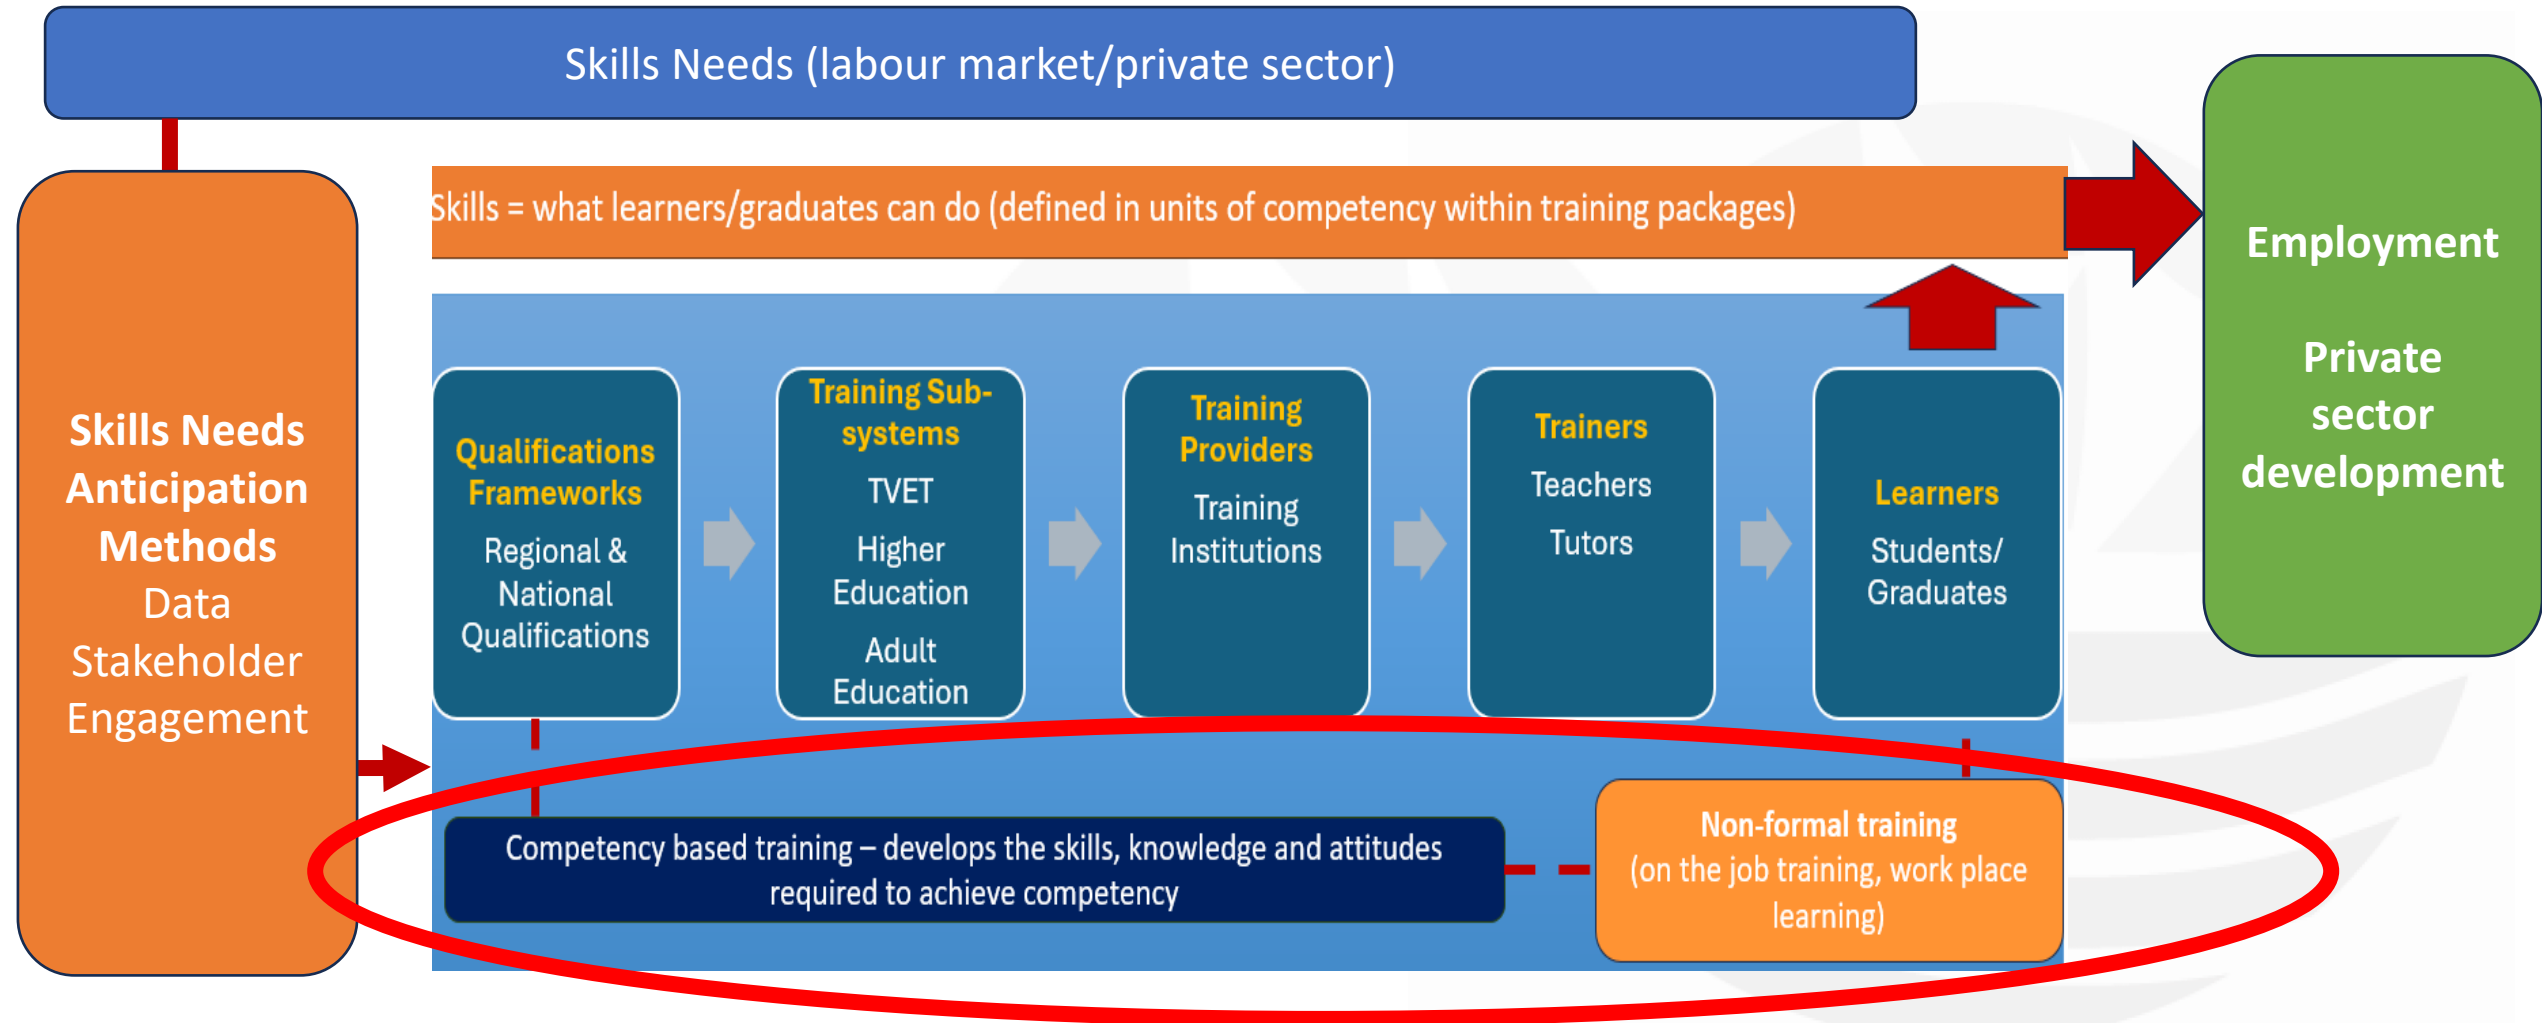 Skills Needs (labour market/private sector)
Skills = what learners/graduates can do (defined in units of competency within training packages)
Skills Needs
Anticipation
Methods
Data
Stakeholder
Engagement
Qualifications
Frameworks
Regional &
National
Qualifications
Training Sub-
systems
TVET
Higher
Education
Adult
Education
Training
Providers
Training
Institutions
Trainers
Teachers
Tutors
Learners
Students/
Graduates
Competency based training – develops the skills, knowledge and attitudes
required to achieve competency
Non-formal training
(on the job training, work place
learning)
Employment
Private
sector
development